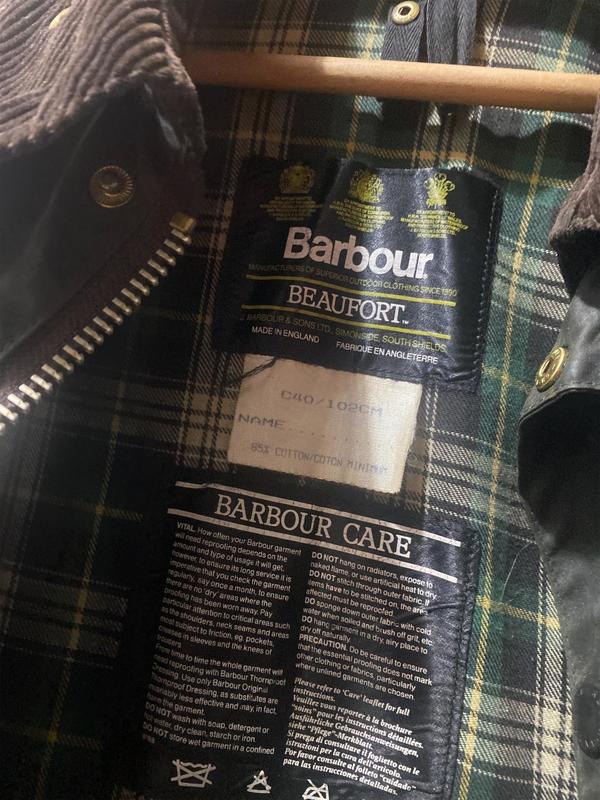 Barbour
MANUFACTURERS OF SUPERIOR OUTDOOR CLOTHING SINCE 1890
BEAUFORT™
J. BARBOUR & SONS LTD., SIMONSIDE, SOUTH SHIELDS
MADE IN ENGLAND FABRIQUE EN ANGLETERRE
C40/102CM
NAME..........
85% COTTON/COTON MINIMUM
BARBOUR CARE
VITAL. How often your Barbour garment
will need reproofing depends on the
amount and type of usage it will get,
however, to ensure its long service it is
imperative that you check the garment
regularly, say once a month, to ensure
there are no 'dry' areas where the
proofing has been worn away. Pay
particular attention to critical areas such
as the shoulders, neck seams and areas
most subject to friction, eg. pockets,
creases in sleeves and the knees of
trousers.
From time to time the whole garment will
need reproofing with Barbour Thornproof
Dressing. Use only Barbour Original
Thornproof Dressing, as substitutes are
invariably less effective and may, in fact,
the garment.
DO NOT wash with soap, detergent or
hot water, dry clean, starch or iron.
DO NOT store wet garment in a confined
DO NOT hang on radiators, expose to
naked flame, or use artificial heat to dry
DO NOT stitch through outer fabric. If
items have to be stitched on, the area
affected must be reproofed.
DO sponge down outer fabric with cold
water when soiled and brush off grit, etc.
DO hang garment in a dry, airy place to
dry off naturally.
PRECAUTION. Do be careful to ensure
that the essential proofing does not mark
other clothing or fabrics, particularly
where unlined garments are chosen.
Please refer to 'Care' leaflet for full
instructions.
Veuillez vous reporter à la brochure
"soins" pour les instructions détaillées.
Ausführliche Gebrauchsanweisungen,
siehe "Pflege"-Merkblatt.
Si prega di consultare il foglietto con le
istruzioni per la cura dell'articolo.
Por favor consulte al folleto "cuidado"
para las instrucciones detalladas.